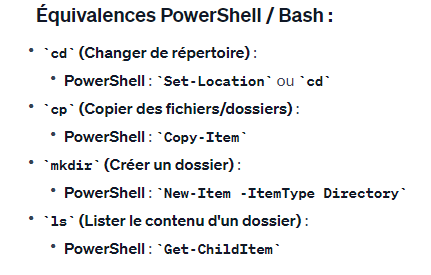 Équivalences PowerShell / Bash :
• `cd` (Changer de répertoire) :
• PowerShell : `Set-Location` ou `cd`
• `cp` (Copier des fichiers/dossiers) :
• PowerShell : `Copy-Item`
• `mkdir` (Créer un dossier) :
• PowerShell : `New-Item -ItemType Directory`
• `ls` (Lister le contenu d'un dossier) :
• PowerShell : `Get-ChildItem`